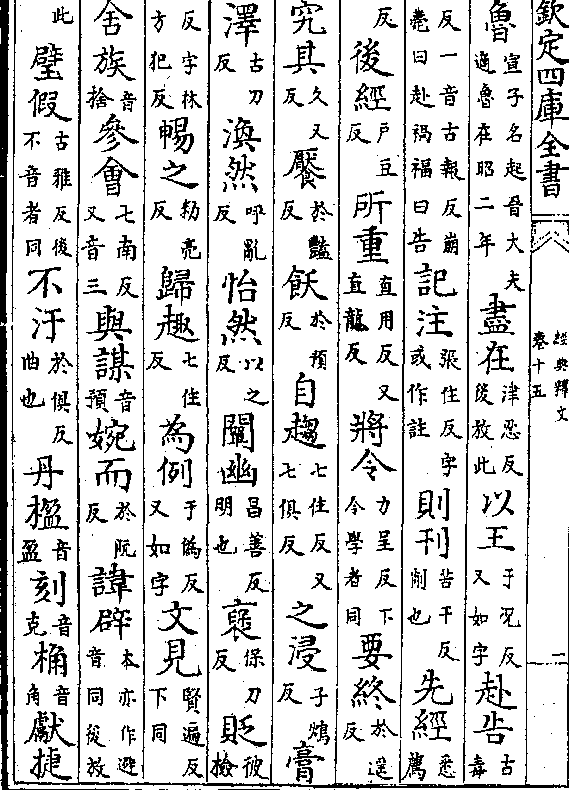 欽定四庫全書
經典釋文
卷十五
一
魯宣子名起晉大夫適魯在昭二年盡在津忍反後放此以王于况反又如字赴告古毒
反一音古報反崩薨曰赴禍福曰告記注張住反字或作註則刊苦干反削也先經悉薦
反後經戶豆反所重直用反又直龍反將令力呈反下令學者同要終於遥反
究其久又反饜於豔反飫於預反自趨七住反又七俱反之浸子鴆反膏
澤古刀反渙然呼亂反怡然以之反闡幽昌善反明也襃保刀反貶彼檢
反字林方犯反暢之勑亮反歸趣七住反為例于偽反又如字文見賢遍反下同
舍族音捨參會七南反又音三與謀音預婉而於阮反諱辟本亦作避音同後放
此璧假古雅反後不音者同不汙於俱反曲也丹楹音盈刻音克桷音角獻捷